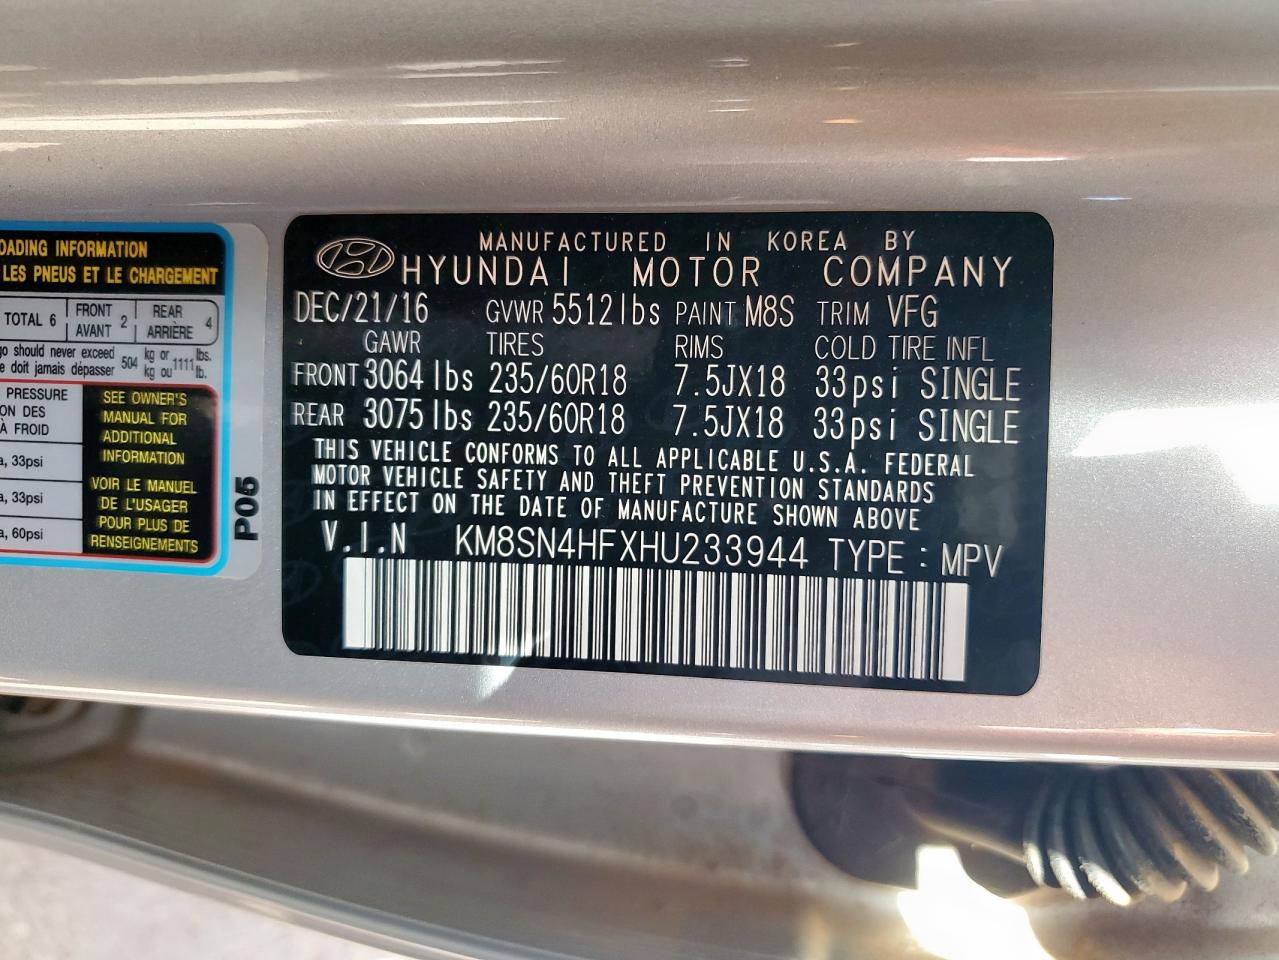 OADING INFORMATION
LES PNEUS ET LE CHARGEMENT
TOTAL 6 FRONT AVANT 2 REAR ARRIÈRE 4
go should never exceed
e doit jamais dépasser 504 kg or kg ou 1111 lbs. lb.
PRESSURE
ON DES
À FROID
a, 33psi
a, 33psi
a, 60psi
SEE OWNER'S
MANUAL FOR
ADDITIONAL
INFORMATION
VOIR LE MANUEL
DE L'USAGER
POUR PLUS DE
RENSEIGNEMENTS
P05
MANUFACTURED IN KOREA BY
HYUNDAI MOTOR COMPANY
DEC/21/16 GVWR 5512lbs PAINT M8S TRIM VFG
GAWR TIRES RIMS COLD TIRE INFL
FRONT 3064 lbs 235/60R18 7.5JX18 33psi SINGLE
REAR 3075 lbs 235/60R18 7.5JX18 33psi SINGLE
THIS VEHICLE CONFORMS TO ALL APPLICABLE U.S.A. FEDERAL
MOTOR VEHICLE SAFETY AND THEFT PREVENTION STANDARDS
IN EFFECT ON THE DATE OF MANUFACTURE SHOWN ABOVE
V.I.N KM8SN4HFXHU233944 TYPE : MPV